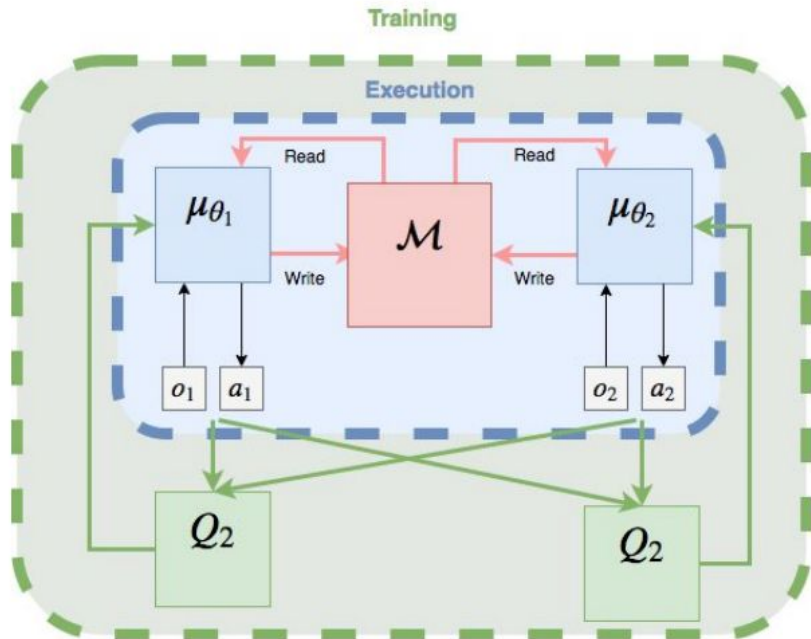 Training
Execution
Read
Read
μθ₁
M
μθ₂
Write
Write
o₁
a₁
o₂
a₂
Q₂
Q₂